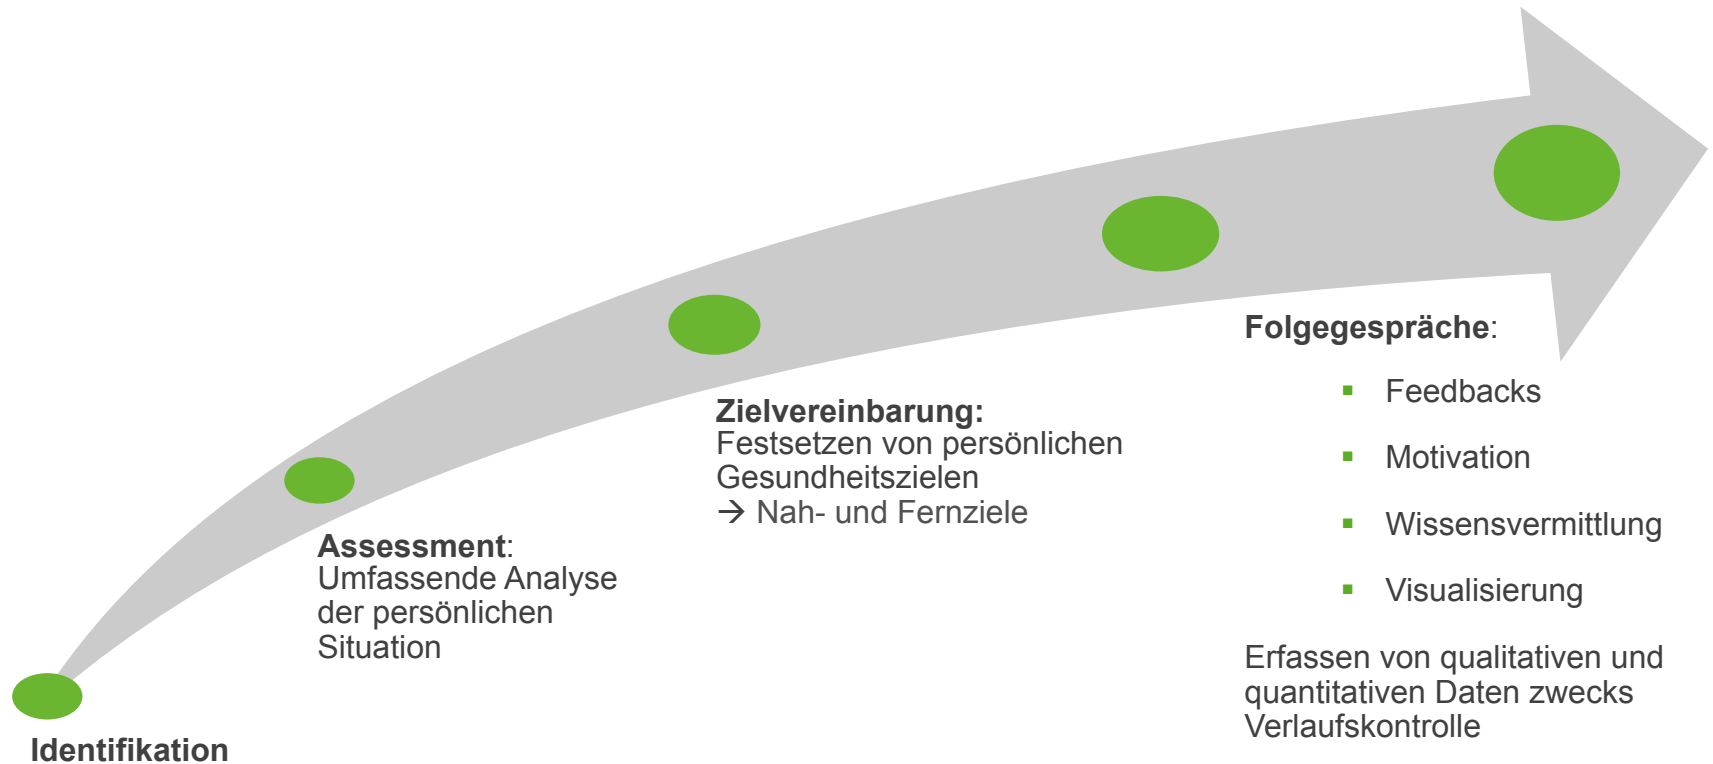 Identifikation
Assessment:
Umfassende Analyse
der persönlichen
Situation
Zielvereinbarung:
Festsetzen von persönlichen
Gesundheitszielen
→ Nah- und Fernziele
Folgegespräche:
▪ Feedbacks
▪ Motivation
▪ Wissensvermittlung
▪ Visualisierung
Erfassen von qualitativen und
quantitativen Daten zwecks
Verlaufskontrolle